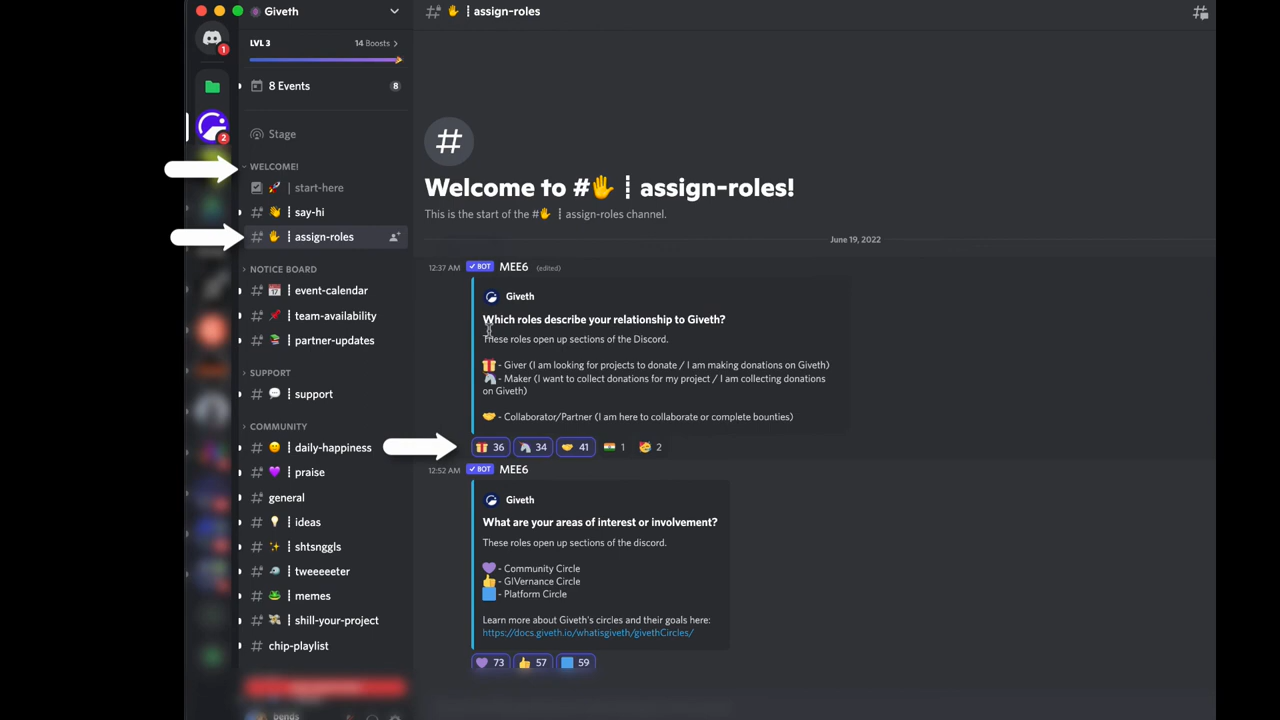 Giveth
LVL 3
14 Boosts >
8 Events
8
Stage
WELCOME!
🚀 | start-here
👋 ┊ say-hi
✋ ┊ assign-roles
NOTICE BOARD
📅 ┊ event-calendar
📌 ┊ team-availability
partner-updates
SUPPORT
💬 ┊ support
COMMUNITY
🙂 ┊ daily-happiness
💜 ┊ praise
general
💡 ┊ ideas
✨ ┊ shtsnggls
┊ tweeeeeter
🐸 ┊ memes
💸 ┊ shill-your-project
chip-playlist
bends
1
2
# ✋ ┊ assign-roles
#
Welcome to #✋ ┊ assign-roles!
This is the start of the #✋ ┊ assign-roles channel.
June 19, 2022
12:37 AM ✓ BOT MEE6 (edited)
Giveth
Which roles describe your relationship to Giveth?
These roles open up sections of the Discord.
🎁 - Giver (I am looking for projects to donate / I am making donations on Giveth)
🦄 - Maker (I want to collect donations for my project / I am collecting donations
on Giveth)
🤝 - Collaborator/Partner (I am here to collaborate or complete bounties)
🎁 36 🦄 34 🤝 41 🇮🇳 1 🥳 2
12:52 AM ✓ BOT MEE6
Giveth
What are your areas of interest or involvement?
These roles open up sections of the discord.
💜 - Community Circle
👍 - GIVernance Circle
🟦 - Platform Circle
Learn more about Giveth's circles and their goals here:
https://docs.giveth.io/whatisgiveth/givethCircles/
💜 73 👍 57 🟦 59